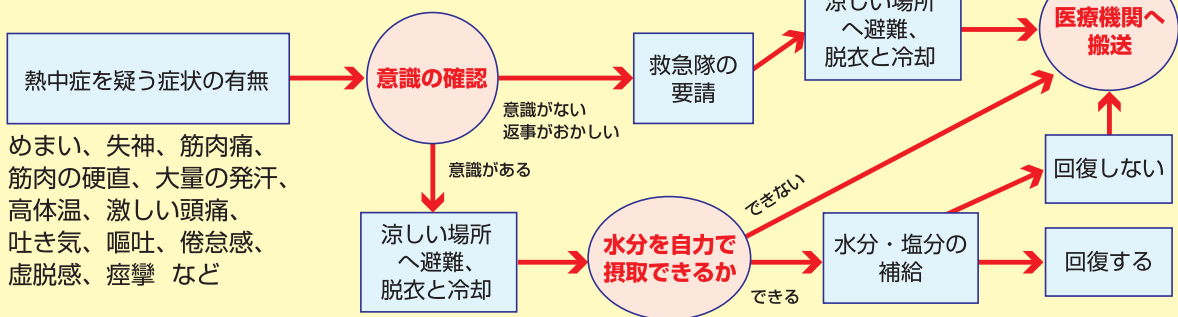 熱中症を疑う症状の有無
めまい、失神、筋肉痛、
筋肉の硬直、大量の発汗、
高体温、激しい頭痛、
吐き気、嘔吐、倦怠感、
虚脱感、痙攣 など
意識の確認
意識がない
返事がおかしい
救急隊の
要請
涼しい場所
へ避難、
脱衣と冷却
医療機関へ
搬送
意識がある
涼しい場所
へ避難、
脱衣と冷却
水分を自力で
摂取できるか
できない
できる
水分・塩分の
補給
回復しない
回復する